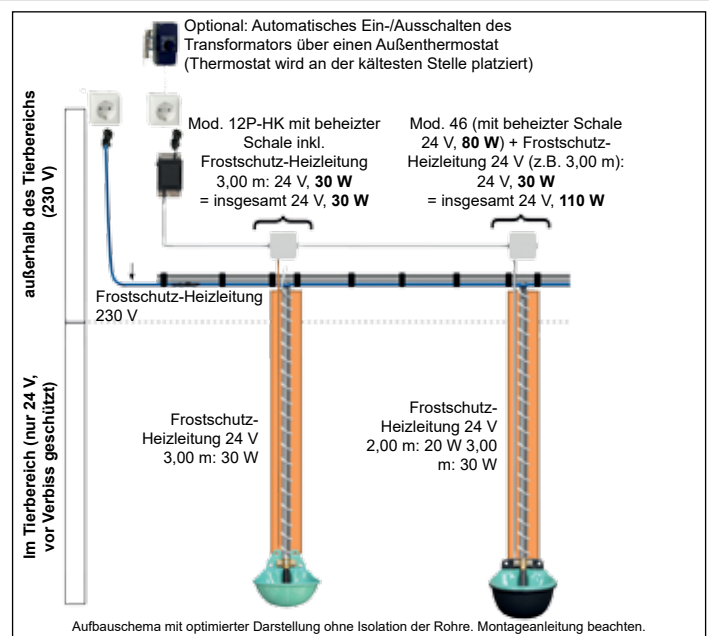 Optional: Automatisches Ein-/Ausschalten des
Transformators über einen Außenthermostat
(Thermostat wird an der kältesten Stelle platziert)
außerhalb des Tierbereichs
(230 V)
Mod. 12P-HK mit beheizter
Schale inkl.
Frostschutz-Heizleitung
3,00 m: 24 V, 30 W
= insgesamt 24 V, 30 W
Mod. 46 (mit beheizter Schale
24 V, 80 W) + Frostschutz-
Heizleitung 24 V (z.B. 3,00 m):
24 V, 30 W
= insgesamt 24 V, 110 W
Frostschutz-Heizleitung
230 V
Im Tierbereich (nur 24 V,
vor Verbiss geschützt)
Frostschutz-
Heizleitung 24 V
3,00 m: 30 W
Frostschutz-
Heizleitung 24 V
2,00 m: 20 W 3,00
m: 30 W
Aufbauschema mit optimierter Darstellung ohne Isolation der Rohre. Montageanleitung beachten.